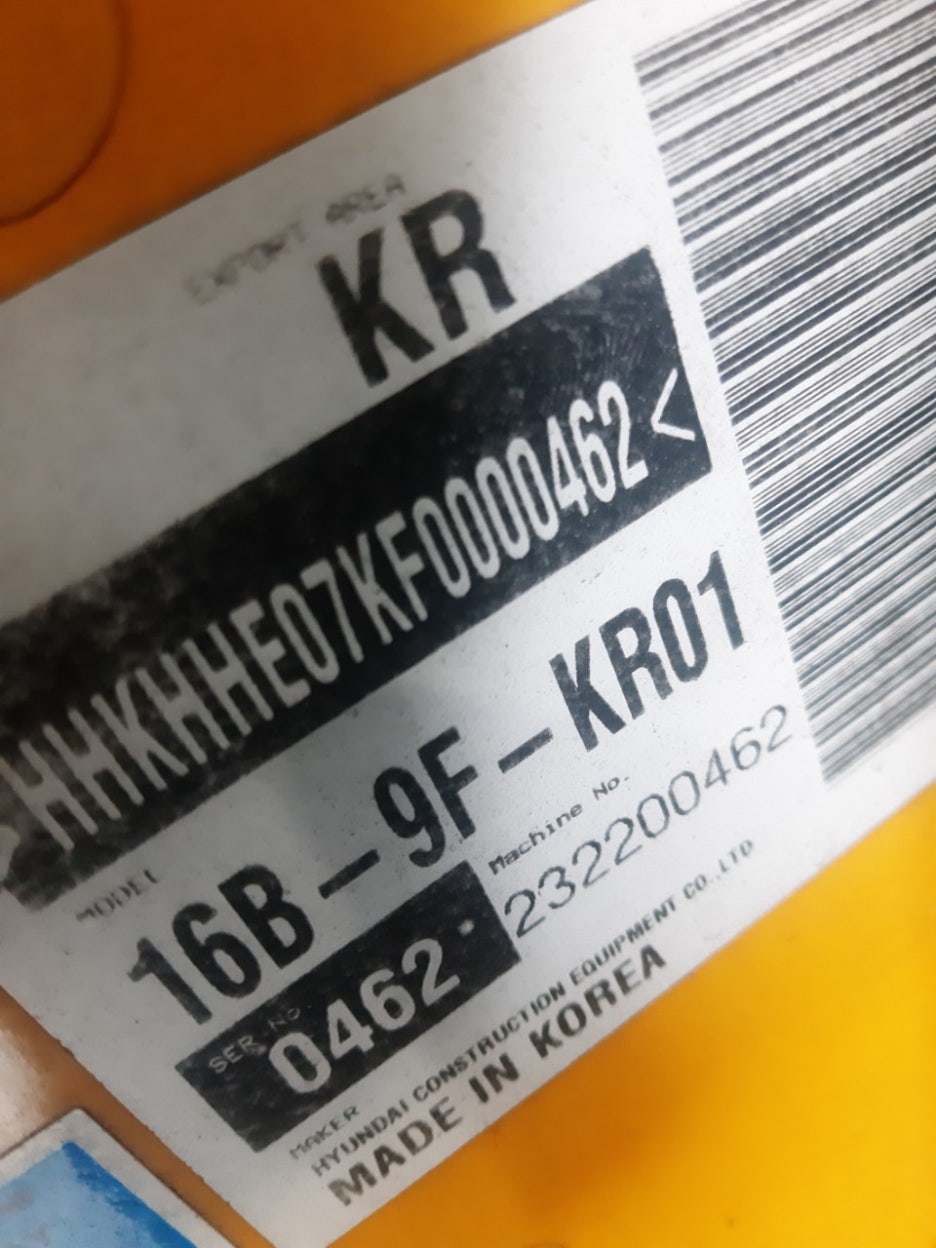 EXPORT AREA
KR
>HHKHHE07KF0000462<
MODEL
16B-9F-KR01
SER No.
0462
Machine No.
232200462
MAKER
HYUNDAI CONSTRUCTION EQUIPMENT CO.,LTD
MADE IN KOREA